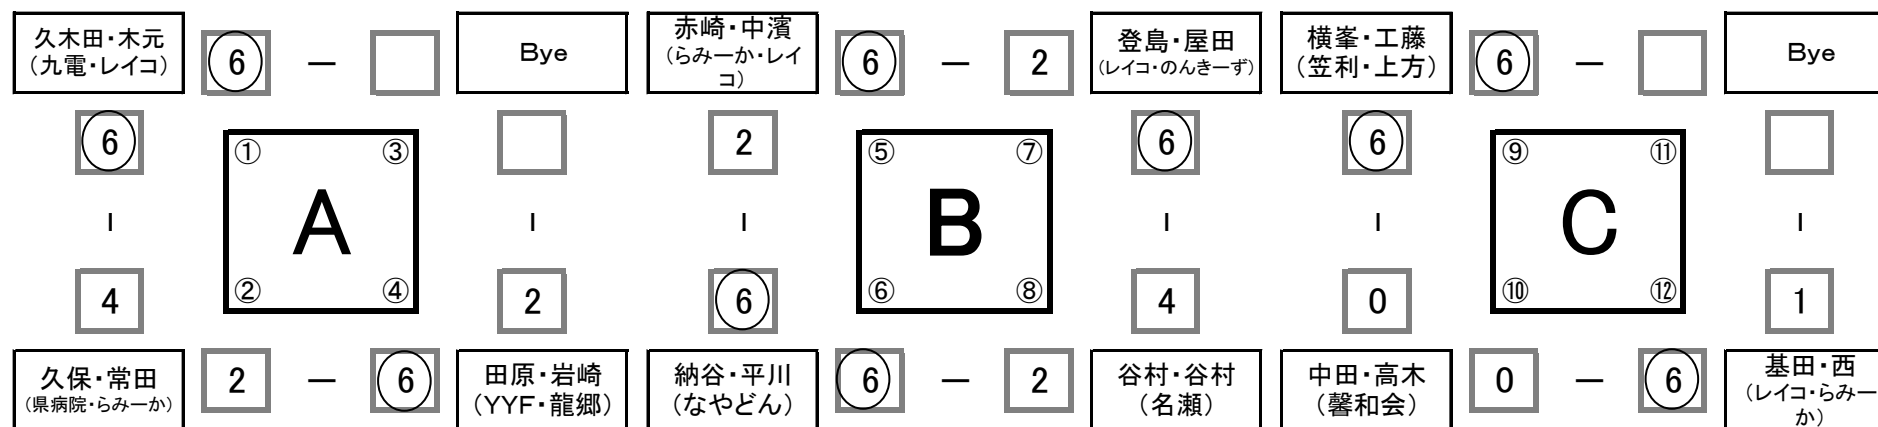 久木田・木元
（九電・レイコ）
⑥ －
Bye
赤崎・中濱
（らみーか・レイ
コ）
⑥ － 2
登島・屋田
（レイコ・のんきーず）
横峯・工藤
（笠利・上方）
⑥ －
Bye
6
2
6
6
① ③
⑤ ⑦
⑨ ⑪
A
B
C
－ － － － － －
② ④
⑥ ⑧
⑩ ⑫
4
2
6
4
0
1
久保・常田
（県病院・らみーか）
2 － 6
田原・岩崎
（YYF・龍郷）
納谷・平川
（なやどん）
6 － 2
谷村・谷村
（名瀬）
中田・高木
（馨和会）
0 － 6
基田・西
（レイコ・らみー
か）